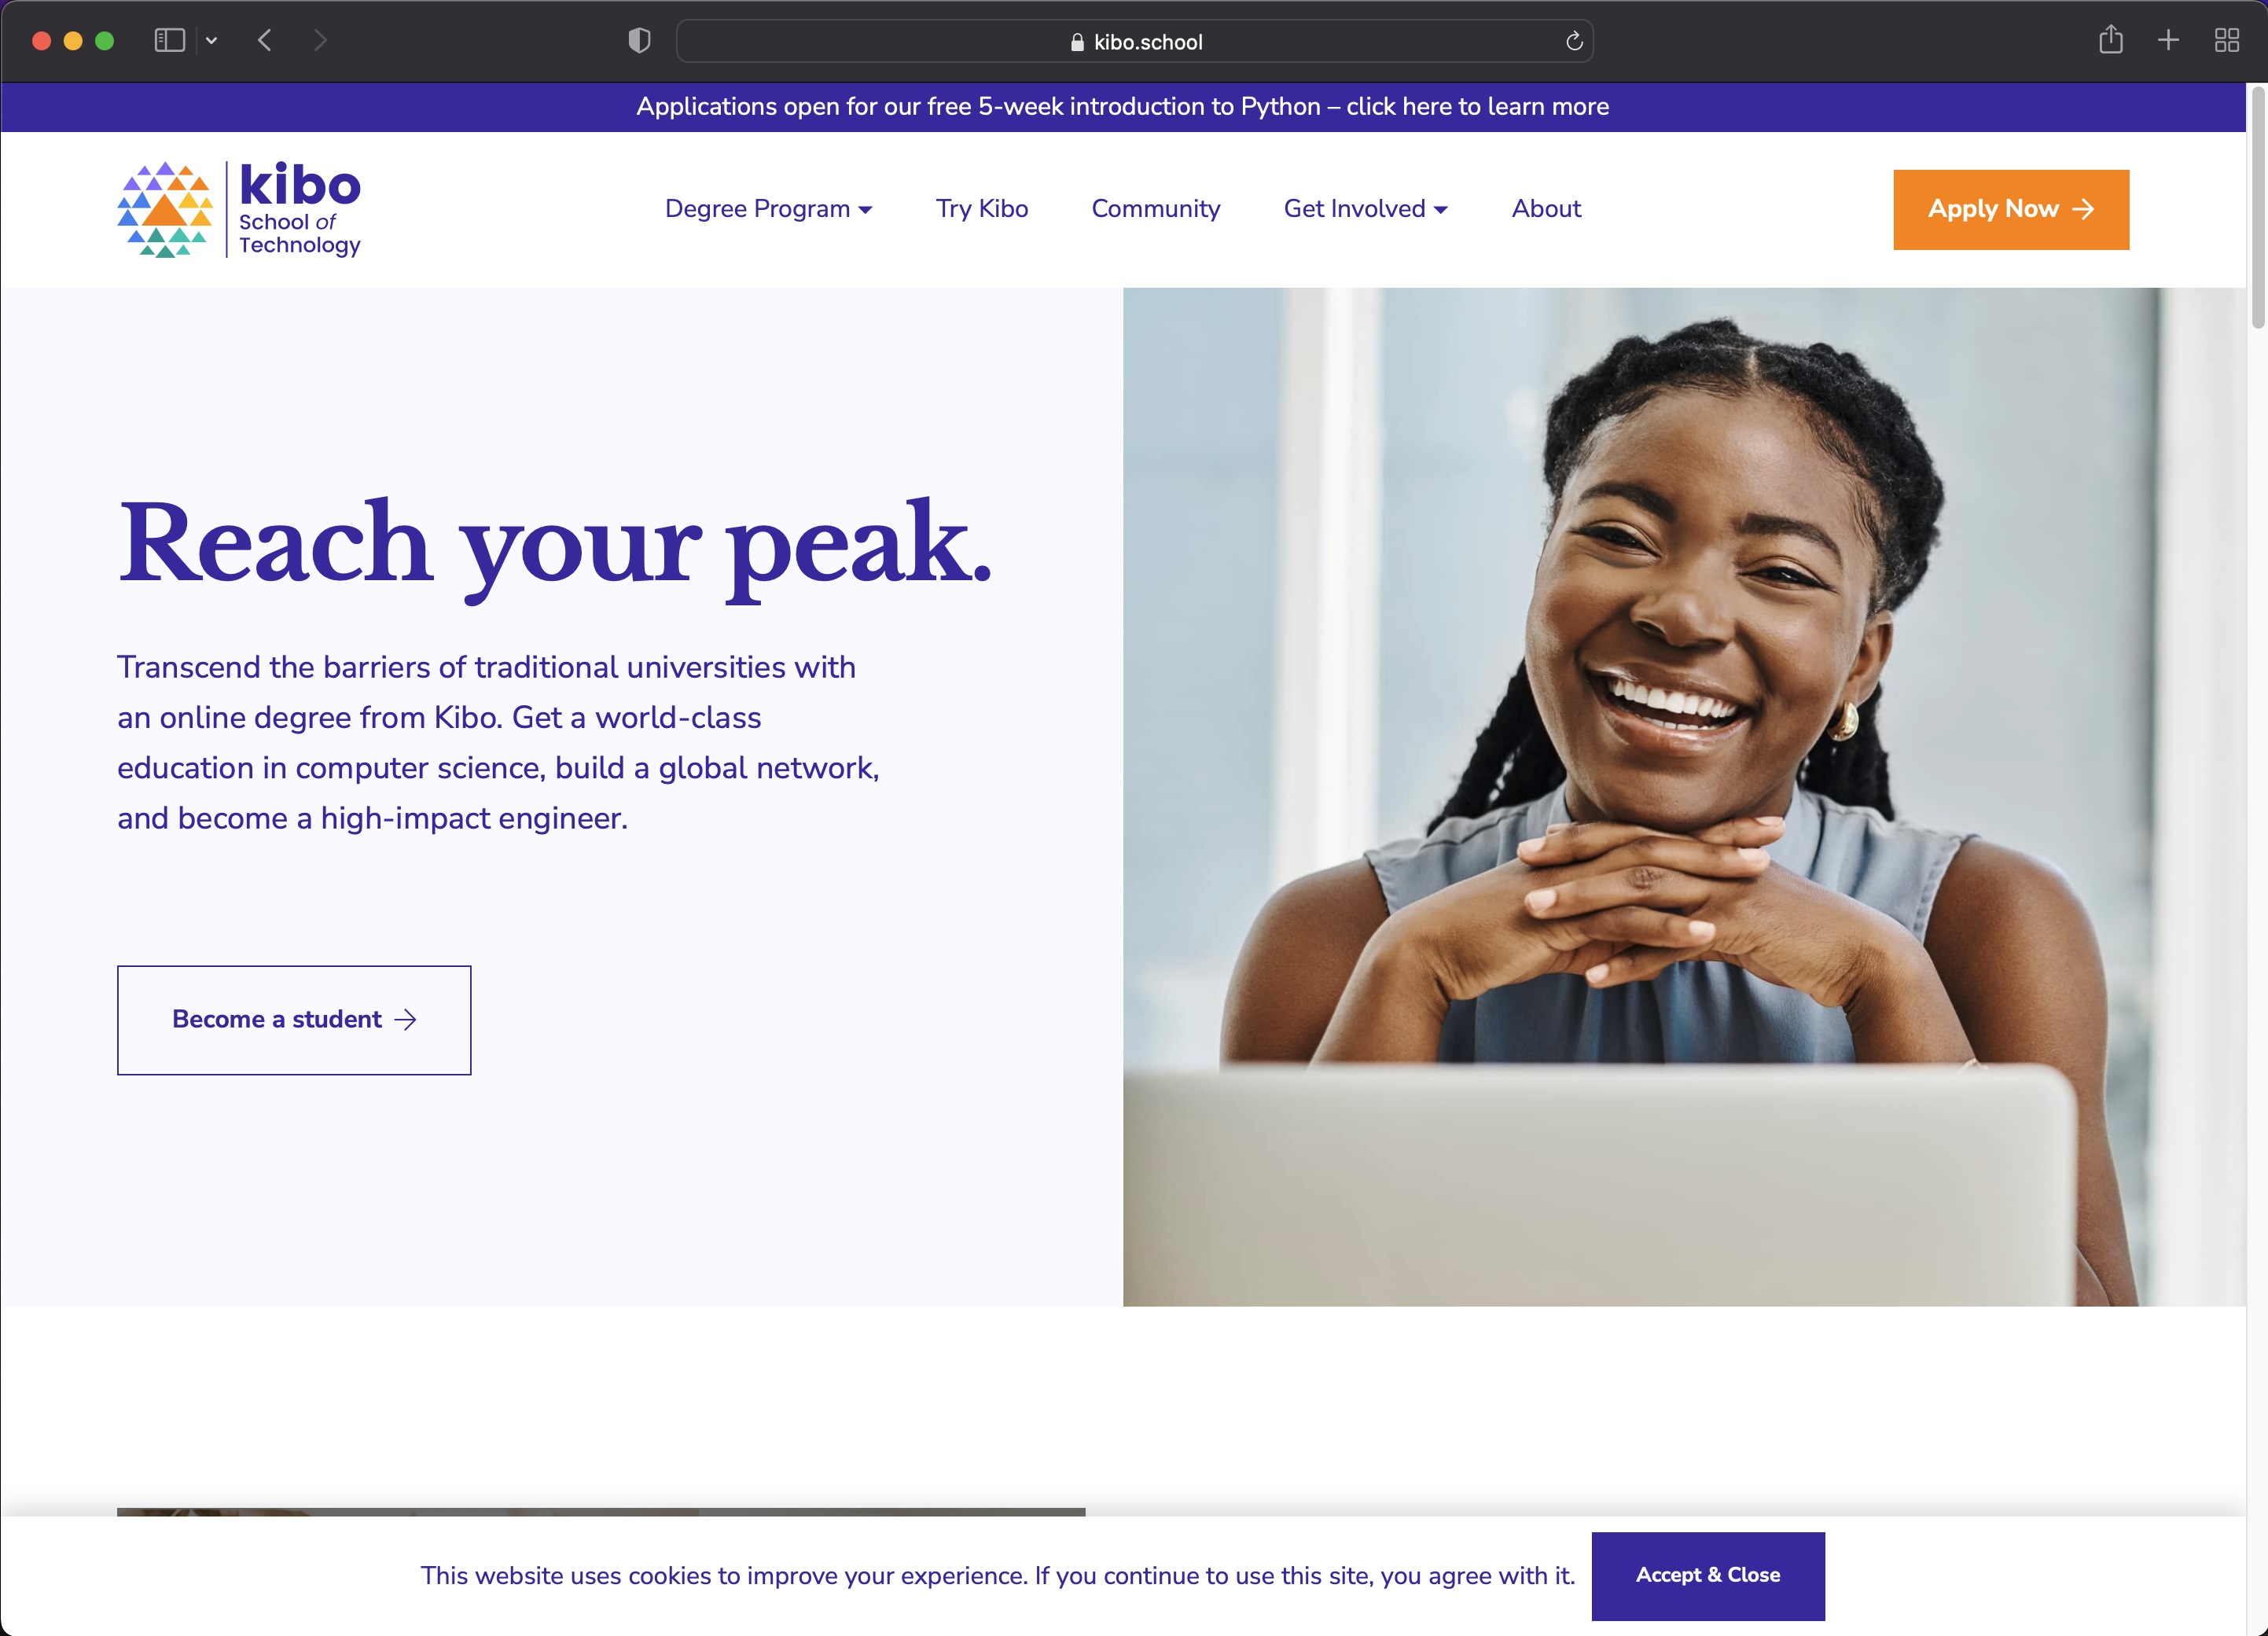 kibo.school
Applications open for our free 5-week introduction to Python – click here to learn more
kibo
School of
Technology
Degree Program
Try Kibo
Community
Get Involved
About
Apply Now →
Reach your peak.
Transcend the barriers of traditional universities with
an online degree from Kibo. Get a world-class
education in computer science, build a global network,
and become a high-impact engineer.
Become a student →
This website uses cookies to improve your experience. If you continue to use this site, you agree with it.
Accept & Close